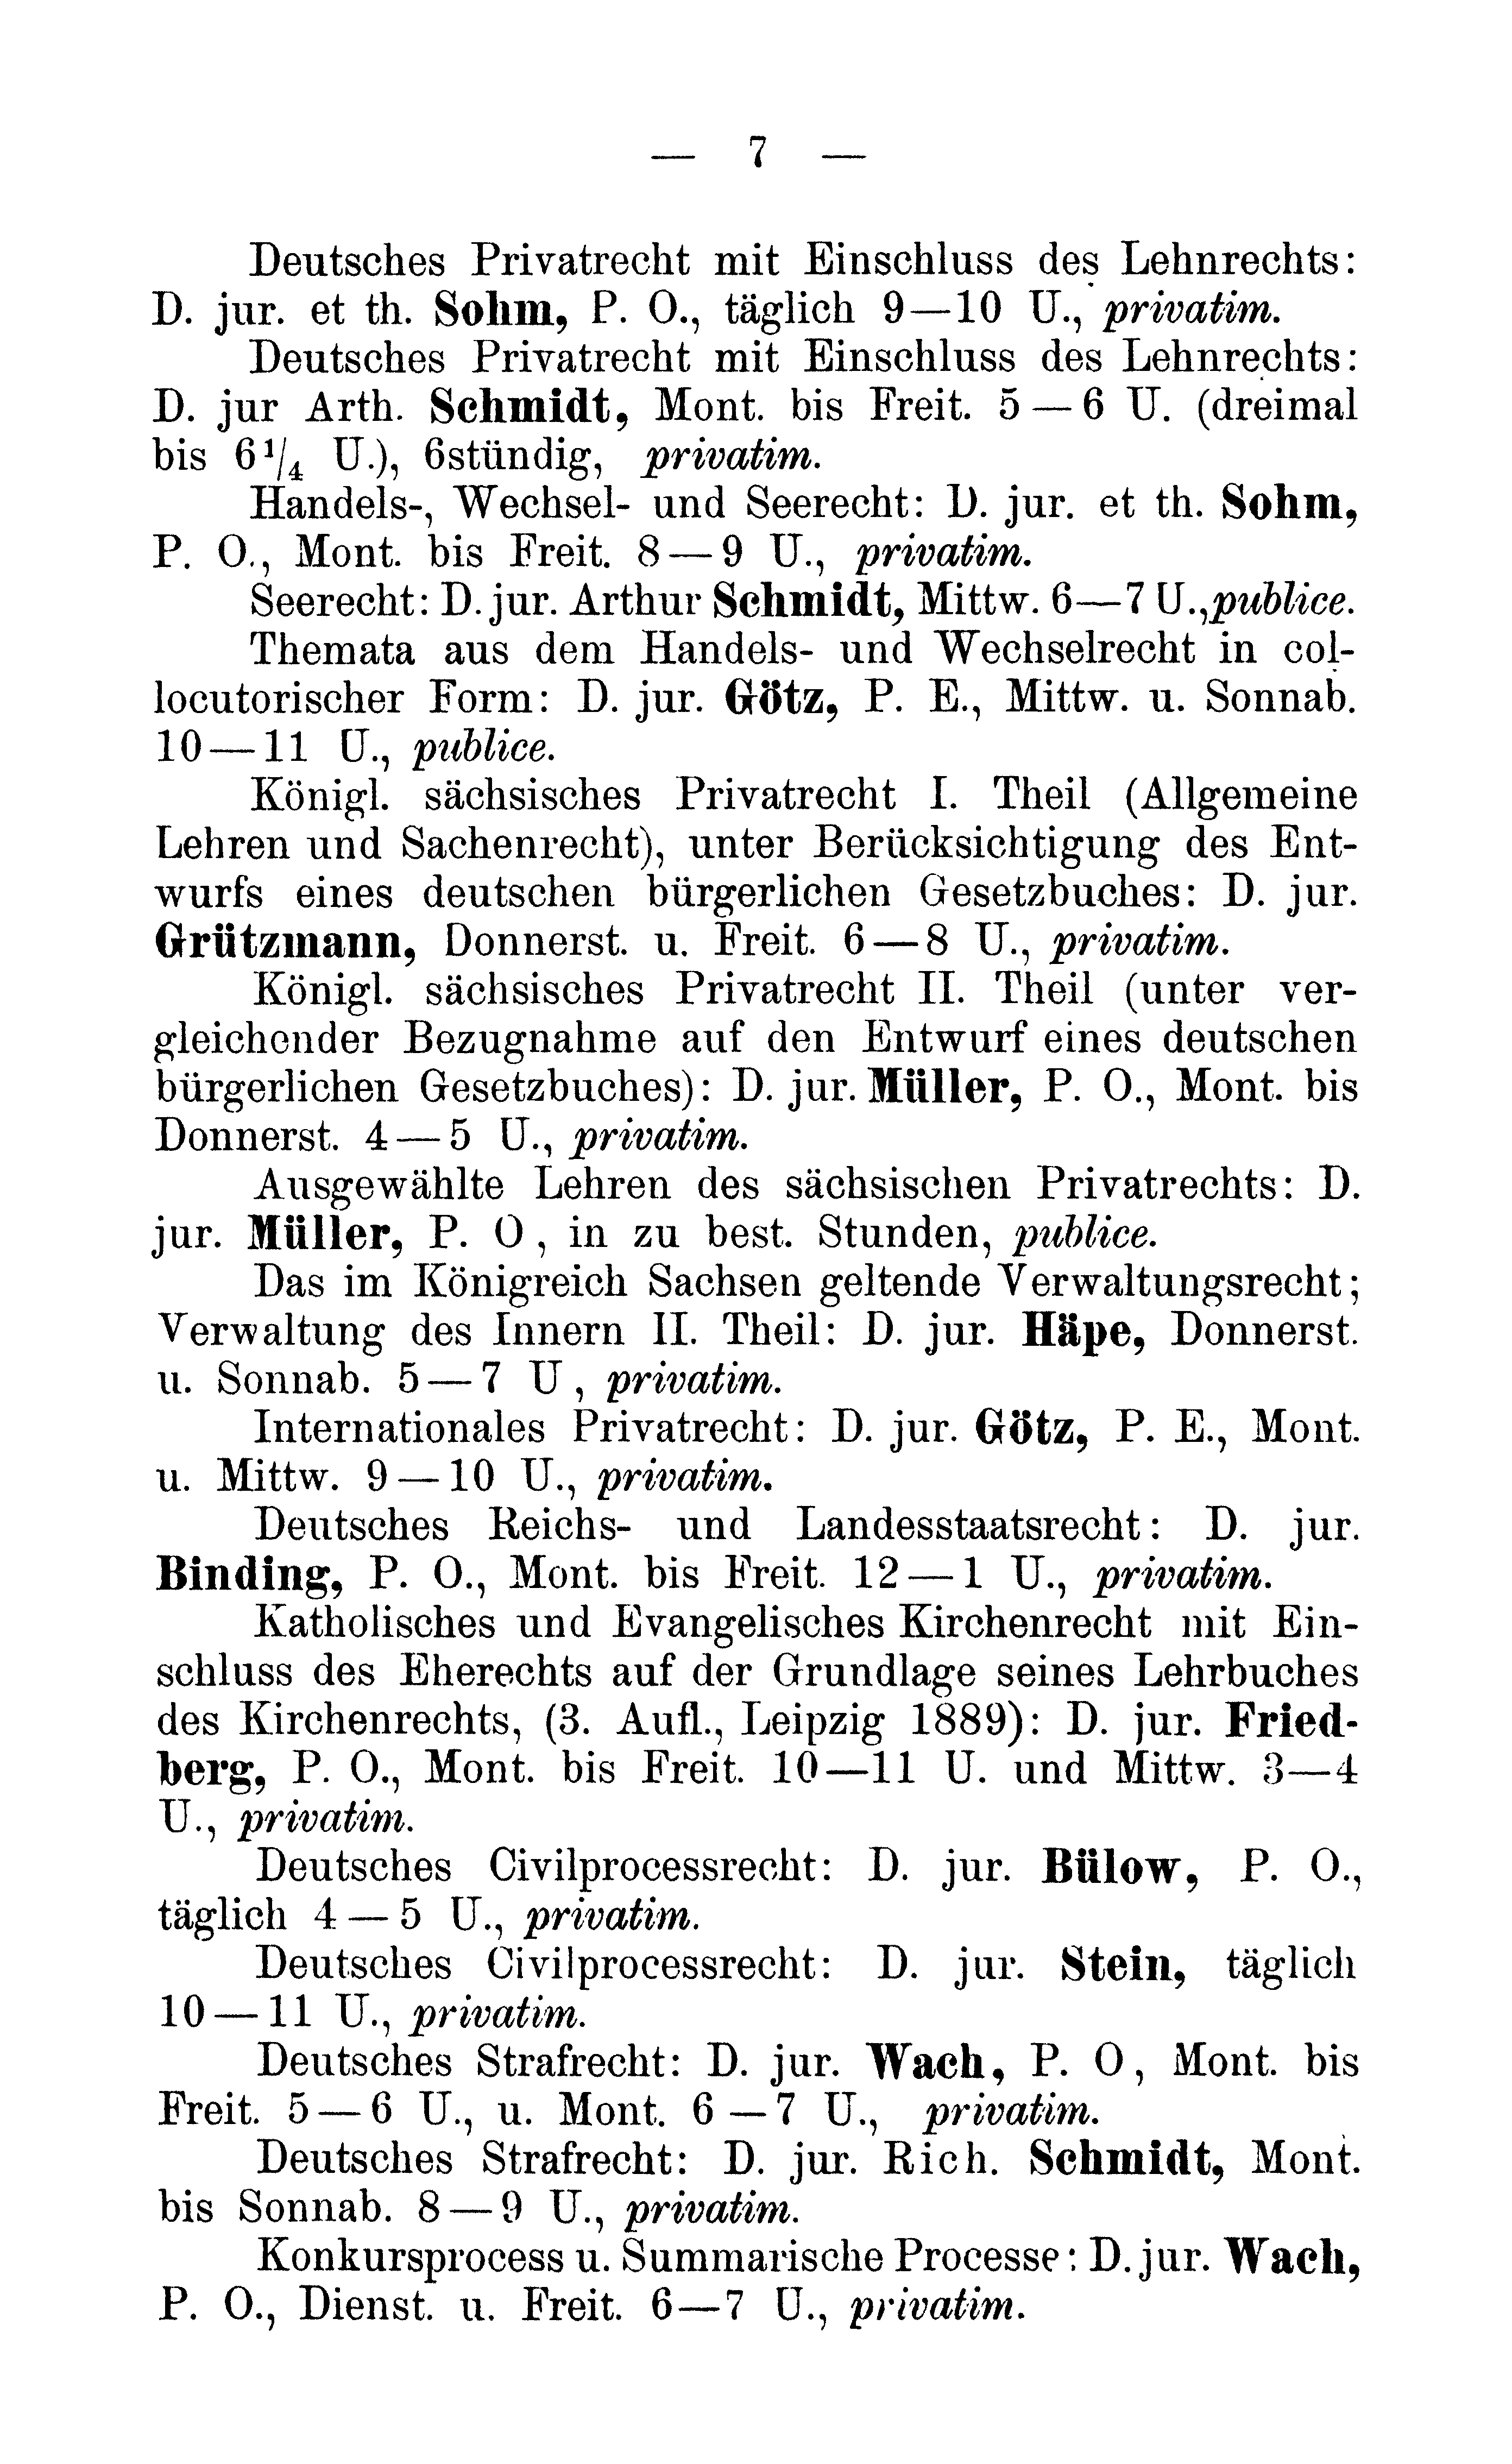 — 7 —
Deutsches Privatrecht mit Einschluss des Lehnrechts:
D. jur. et th. Sohm, P. O., täglich 9—10 U., privatim.
Deutsches Privatrecht mit Einschluss des Lehnrechts:
D. jur Arth. Schmidt, Mont. bis Freit. 5—6 U. (dreimal
bis 6¹/₄ U.), 6stündig, privatim.
Handels-, Wechsel- und Seerecht: D. jur. et th. Sohm,
P. O., Mont. bis Freit. 8—9 U., privatim.
Seerecht: D. jur. Arthur Schmidt, Mittw. 6—7 U., publice.
Themata aus dem Handels- und Wechselrecht in col-
locutorischer Form: D. jur. Götz, P. E., Mittw. u. Sonnab.
10—11 U., publice.
Königl. sächsisches Privatrecht I. Theil (Allgemeine
Lehren und Sachenrecht), unter Berücksichtigung des Ent-
wurfs eines deutschen bürgerlichen Gesetzbuches: D. jur.
Grützmann, Donnerst. u. Freit. 6—8 U., privatim.
Königl. sächsisches Privatrecht II. Theil (unter ver-
gleichender Bezugnahme auf den Entwurf eines deutschen
bürgerlichen Gesetzbuches): D. jur. Müller, P. O., Mont. bis
Donnerst. 4—5 U., privatim.
Ausgewählte Lehren des sächsischen Privatrechts: D.
jur. Müller, P. O, in zu best. Stunden, publice.
Das im Königreich Sachsen geltende Verwaltungsrecht;
Verwaltung des Innern II. Theil: D. jur. Häpe, Donnerst.
u. Sonnab. 5—7 U, privatim.
Internationales Privatrecht: D. jur. Götz, P. E., Mont.
u. Mittw. 9—10 U., privatim.
Deutsches Reichs- und Landesstaatsrecht: D. jur.
Binding, P. O., Mont. bis Freit. 12—1 U., privatim.
Katholisches und Evangelisches Kirchenrecht mit Ein-
schluss des Eherechts auf der Grundlage seines Lehrbuches
des Kirchenrechts, (3. Aufl., Leipzig 1889): D. jur. Fried-
berg, P. O., Mont. bis Freit. 10—11 U. und Mittw. 3—4
U., privatim.
Deutsches Civilprocessrecht: D. jur. Bülow, P. O.,
täglich 4—5 U., privatim.
Deutsches Civilprocessrecht: D. jur. Stein, täglich
10—11 U., privatim.
Deutsches Strafrecht: D. jur. Wach, P. O, Mont. bis
Freit. 5—6 U., u. Mont. 6—7 U., privatim.
Deutsches Strafrecht: D. jur. Rich. Schmidt, Mont.
bis Sonnab. 8—9 U., privatim.
Konkursprocess u. Summarische Processe: D. jur. Wach,
P. O., Dienst. u. Freit. 6—7 U., privatim.